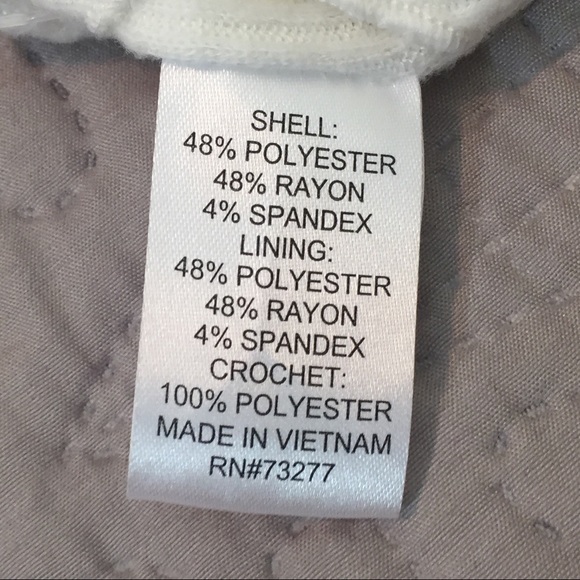 SHELL:
48% POLYESTER
48% RAYON
4% SPANDEX
LINING:
48% POLYESTER
48% RAYON
4% SPANDEX
CROCHET:
100% POLYESTER
MADE IN VIETNAM
RN#73277